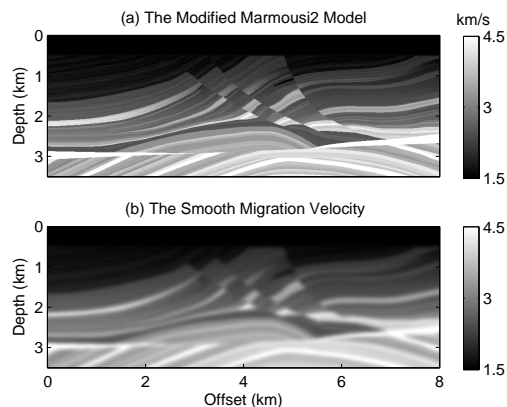 (a) The Modified Marmousi2 Model
km/s
0
1
2
3
Depth (km)
4.5
3
1.5
(b) The Smooth Migration Velocity
0
1
2
3
Depth (km)
4.5
3
1.5
0 2 4 6 8
Offset (km)